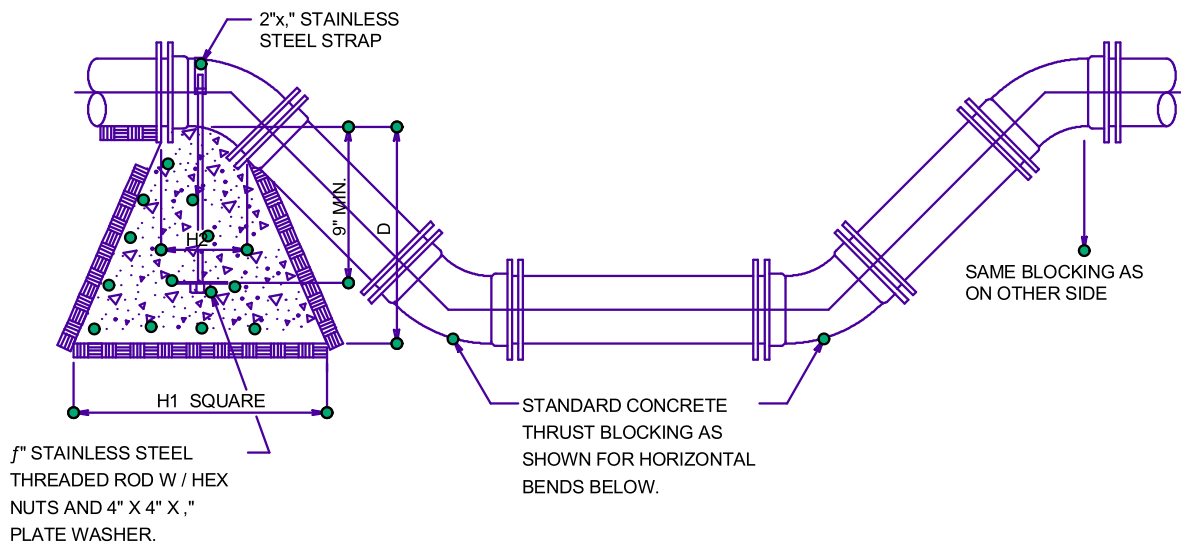 2"x," STAINLESS
STEEL STRAP
9" MIN.
D
H2
SAME BLOCKING AS
ON OTHER SIDE
H1 SQUARE
STANDARD CONCRETE
THRUST BLOCKING AS
SHOWN FOR HORIZONTAL
BENDS BELOW.
ƒ" STAINLESS STEEL
THREADED ROD W / HEX
NUTS AND 4" X 4" X ,"
PLATE WASHER.